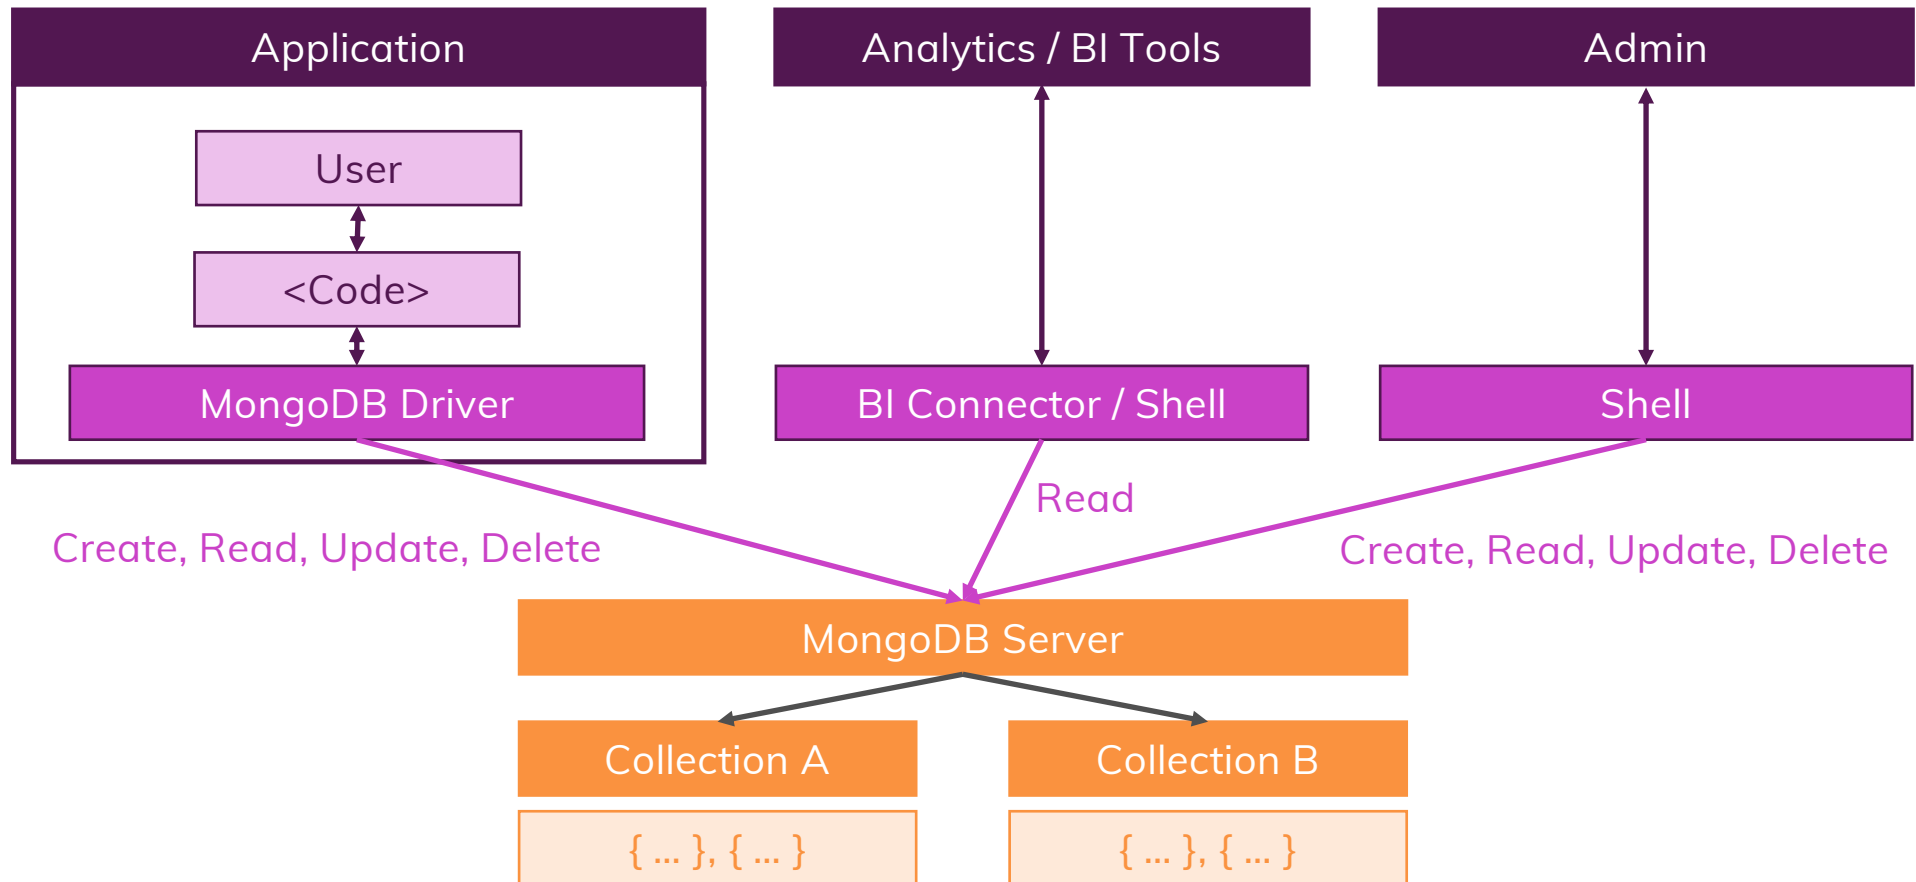 Application
Analytics / BI Tools
Admin
User
<Code>
MongoDB Driver
BI Connector / Shell
Shell
Read
Create, Read, Update, Delete
Create, Read, Update, Delete
MongoDB Server
Collection A
Collection B
{ ... }, { ... }
{ ... }, { ... }